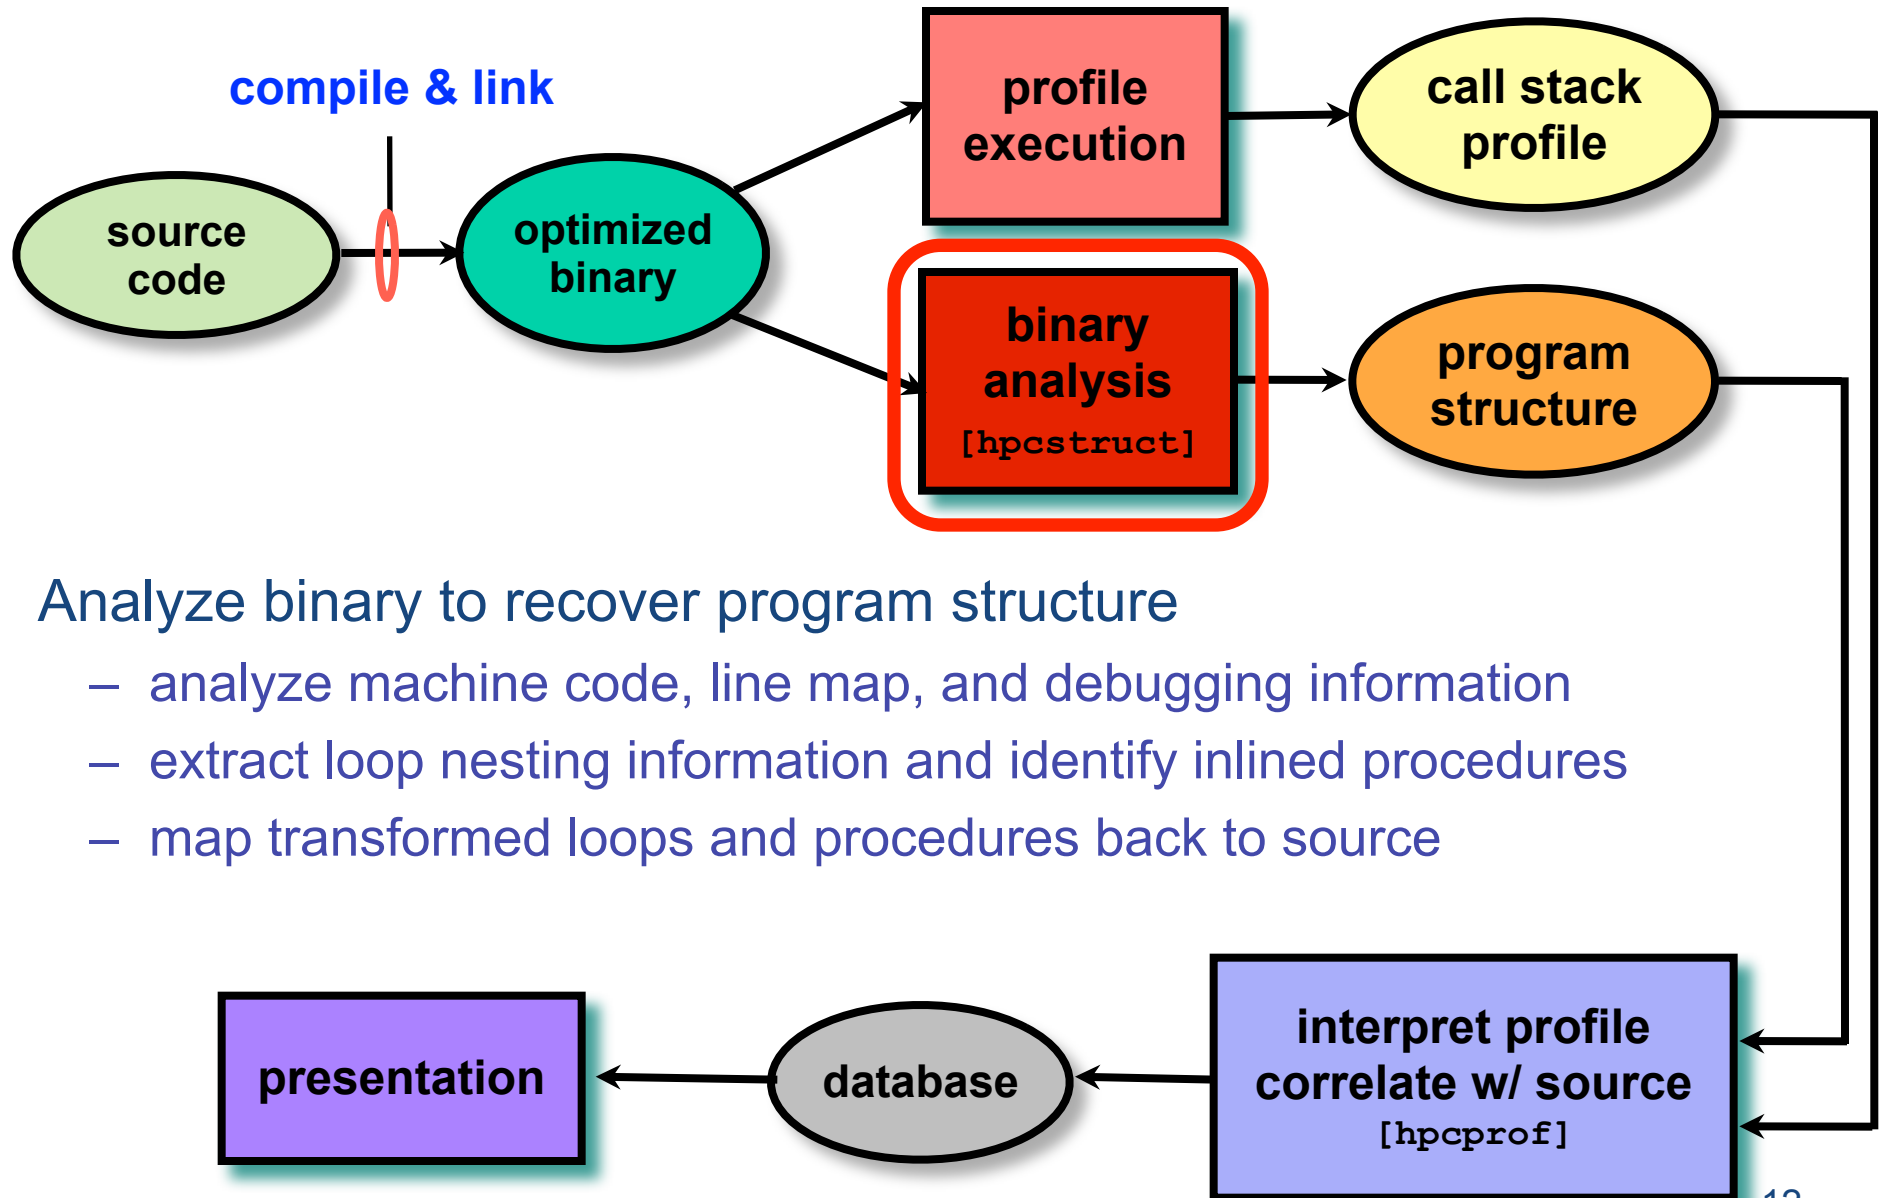 compile & link
source
code
optimized
binary
profile
execution
call stack
profile
binary
analysis
[hpcstruct]
program
structure
Analyze binary to recover program structure
– analyze machine code, line map, and debugging information
– extract loop nesting information and identify inlined procedures
– map transformed loops and procedures back to source
presentation
database
interpret profile
correlate w/ source
[hpcprof]